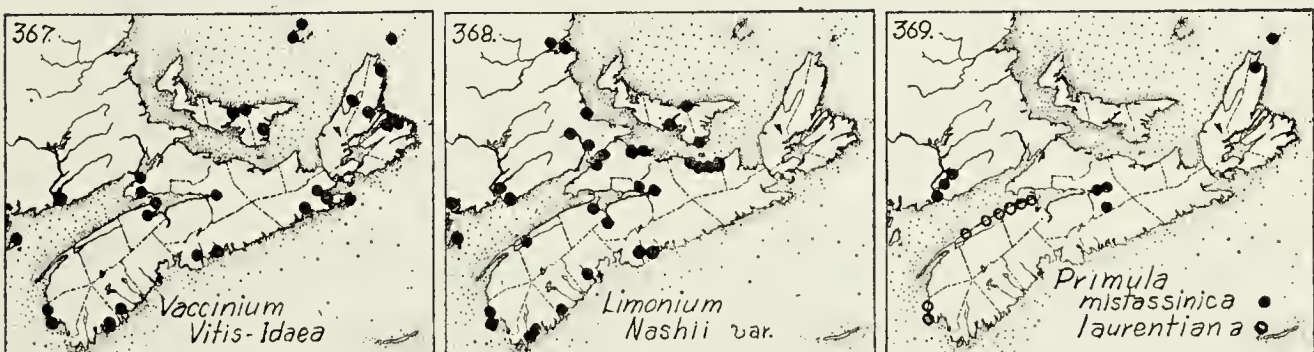 367.
Vaccinium
Vitis-Idaea
368.
Limonium
Nashii var.
369.
Primula
mistassinica ●
laurentiana ○